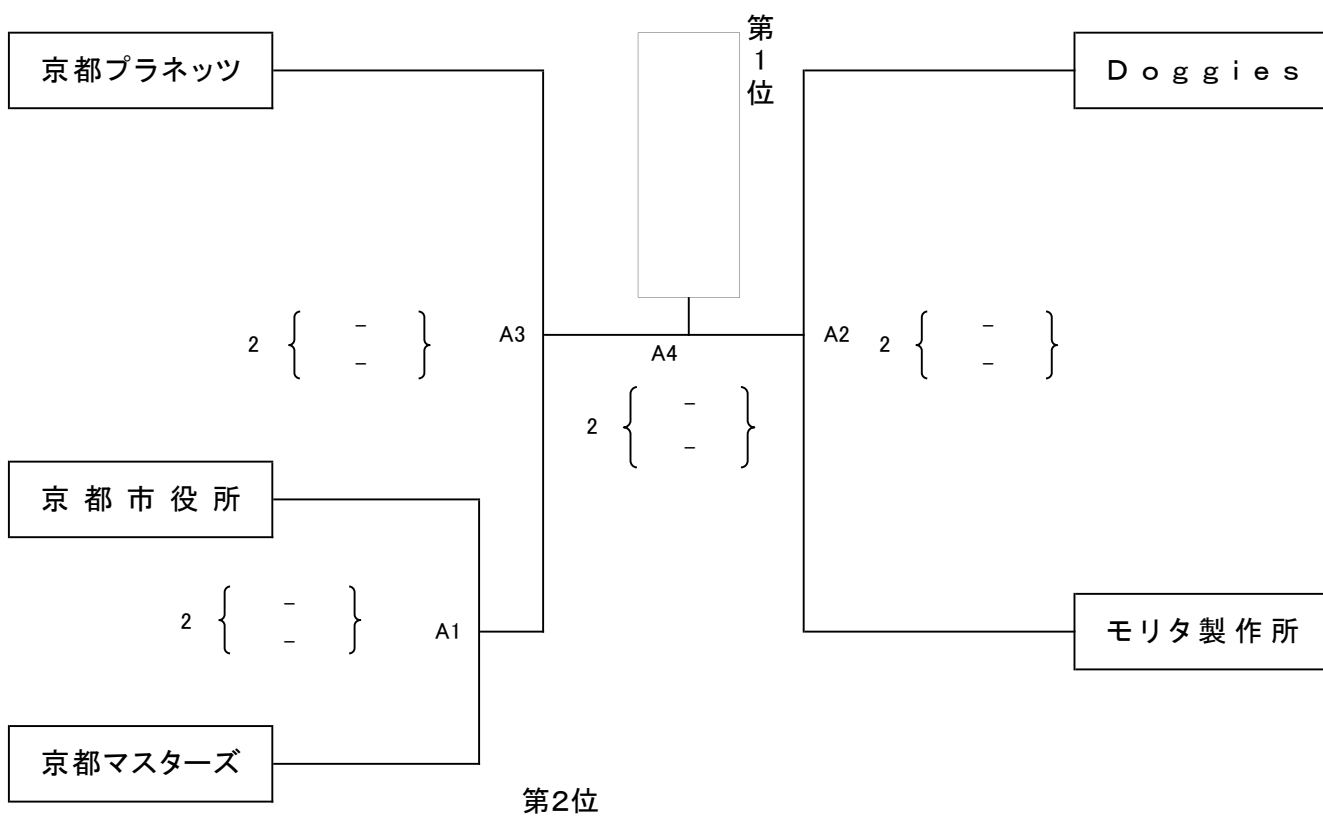 第1位
京都プラネッツ
Ｄｏｇｇｉｅｓ
2 { - - }
A3
A4
A2
2 { - - }
2 { - - }
京都市役所
2 { - - }
A1
モリタ製作所
京都マスターズ
第2位